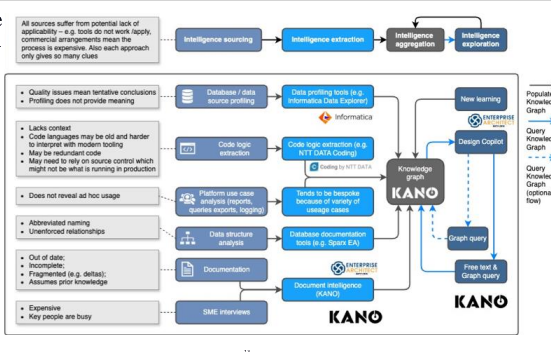 All sources suffer from potential lack of
applicability – e.g. tools do not work /apply,
commercial arrangements mean the
process is expensive. Also each approach
only gives so many clues
Intelligence sourcing
Intelligence extraction
Intelligence
aggregation
Intelligence
exploration
• Quality issues mean tentative conclusions
• Profiling does not provide meaning
Database / data
source profiling
Data profiling tools (e.g.
Informatica Data Explorer)
Informatica
• Lacks context
• Code languages may be old and harder
to interpret with modern tooling
• May be redundant code
• May need to rely on source control which
might not be what is running in production
Code logic
extraction
Code logic extraction (e.g.
NTT DATA Coding)
Coding by NTT DATA
• Does not reveal ad hoc usage
Platform use case
analysis (reports,
queries exports, logging)
Tends to be bespoke
because of variety of
useage cases
• Abbreviated naming
• Unenforced relationships
Data structure
analysis
Database documentation
tools (e.g. Sparx EA)
• Out of date;
• Incomplete;
• Fragmented (e.g. deltas);
• Assumes prior knowledge
Documentation
ENTERPRISE
ARCHITECT
Document intelligence
(KANO)
• Expensive
• Key people are busy
SME interviews
KANO
Knowledge
graph
KANO
New learning
ENTERPRISE
ARCHITECT
Design Copilot
Graph query
Free text &
Graph query
KANO
Populate
Knowled
Graph
Query
Knowled
Graph
Query
Knowled
Graph
(optiona
flow)